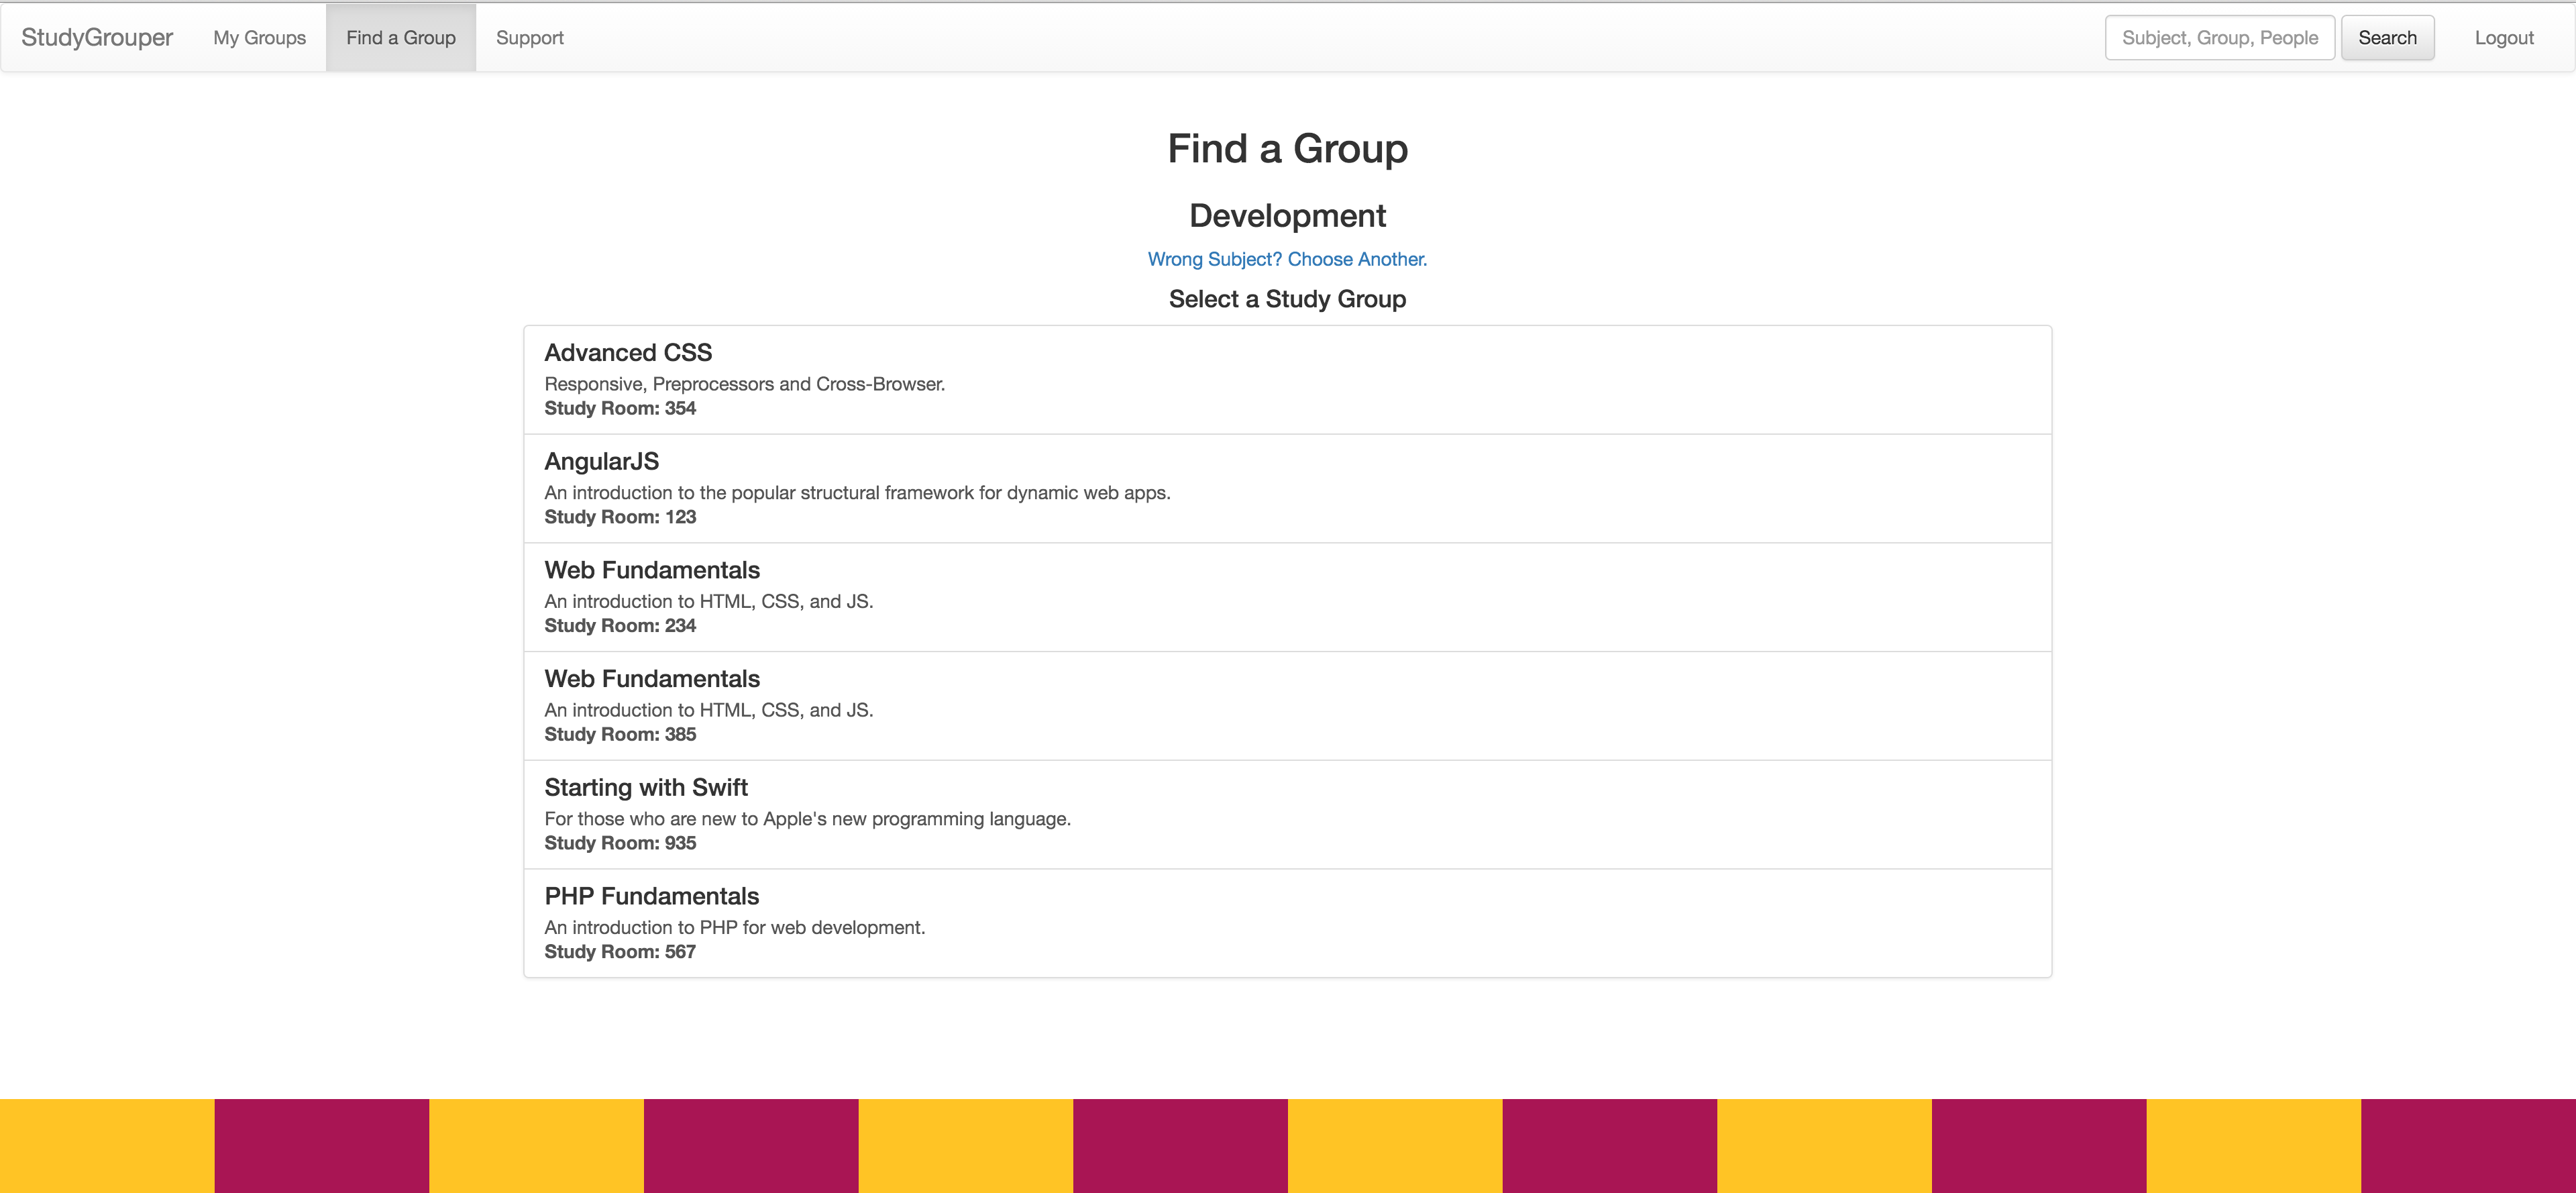 StudyGrouper My Groups Find a Group Support Subject, Group, People Search Logout
Find a Group
Development
Wrong Subject? Choose Another.
Select a Study Group
Advanced CSS
Responsive, Preprocessors and Cross-Browser.
Study Room: 354
AngularJS
An introduction to the popular structural framework for dynamic web apps.
Study Room: 123
Web Fundamentals
An introduction to HTML, CSS, and JS.
Study Room: 234
Web Fundamentals
An introduction to HTML, CSS, and JS.
Study Room: 385
Starting with Swift
For those who are new to Apple's new programming language.
Study Room: 935
PHP Fundamentals
An introduction to PHP for web development.
Study Room: 567